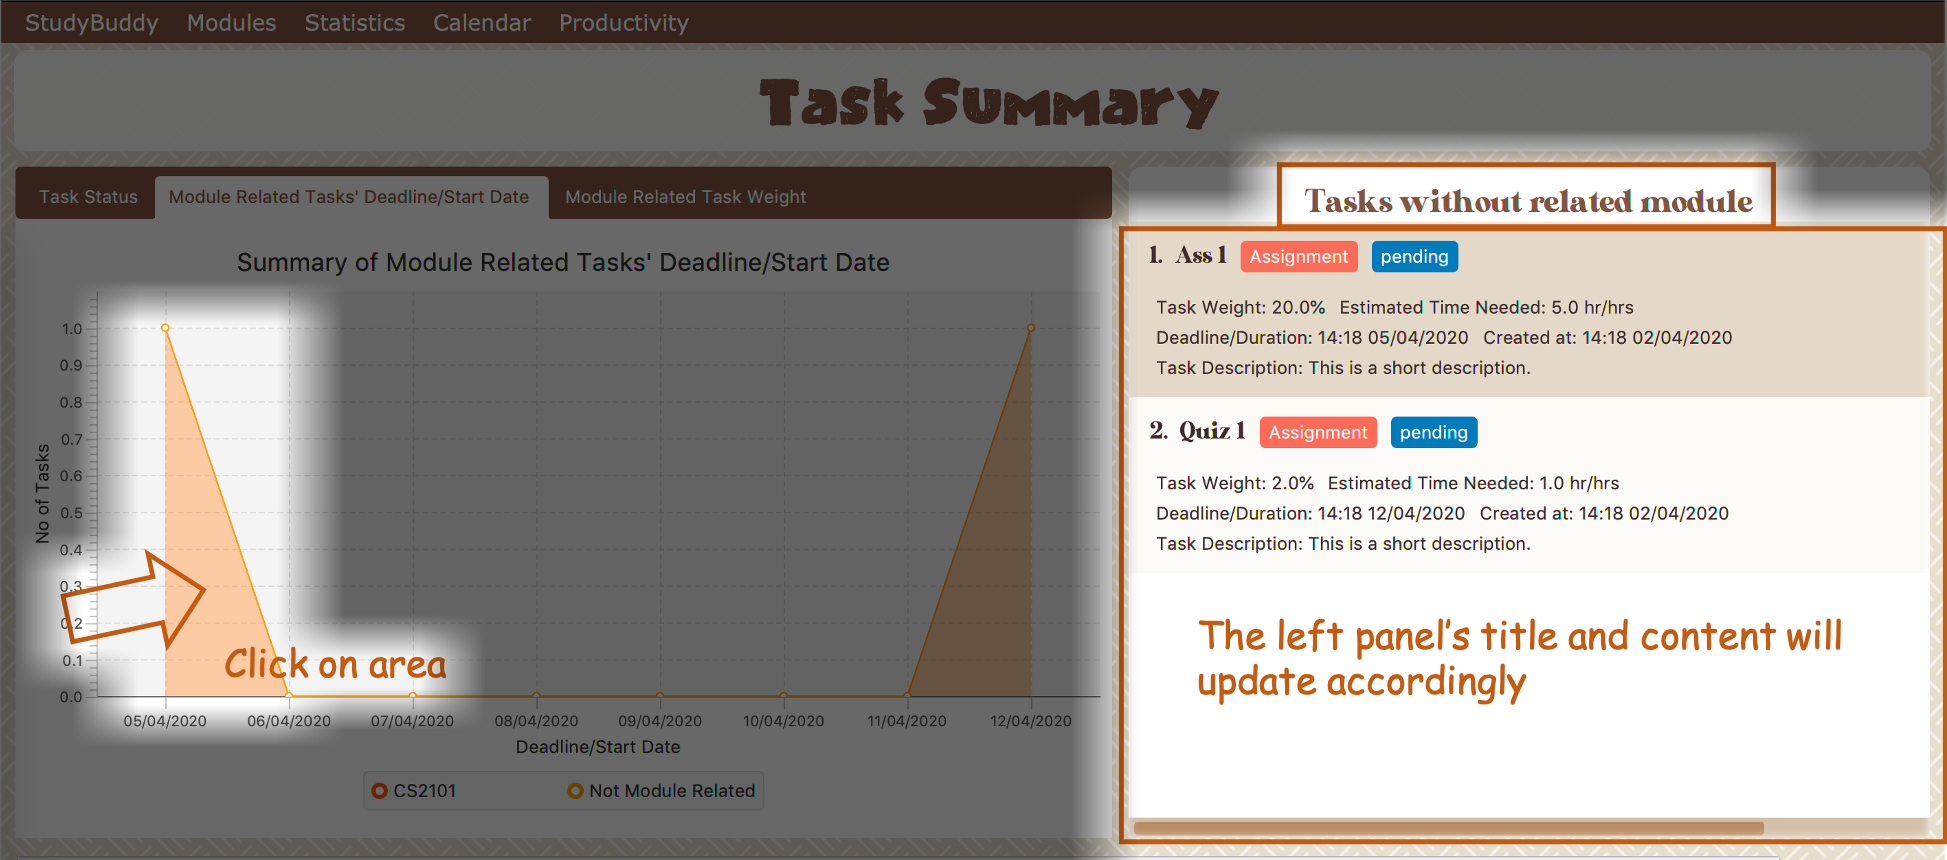 StudyBuddy Modules Statistics Calendar Productivity
Task Summary
Task Status Module Related Tasks' Deadline/Start Date Module Related Task Weight
Summary of Module Related Tasks' Deadline/Start Date
No of Tasks
1.0
0.9
0.8
0.7
0.6
0.5
0.4
0.3
0.2
0.1
0.0
Click on area
05/04/2020 06/04/2020 07/04/2020 08/04/2020 09/04/2020 10/04/2020 11/04/2020 12/04/2020
Deadline/Start Date
CS2101 Not Module Related
Tasks without related module
1. Ass 1 Assignment pending
Task Weight: 20.0% Estimated Time Needed: 5.0 hr/hrs
Deadline/Duration: 14:18 05/04/2020 Created at: 14:18 02/04/2020
Task Description: This is a short description.
2. Quiz 1 Assignment pending
Task Weight: 2.0% Estimated Time Needed: 1.0 hr/hrs
Deadline/Duration: 14:18 12/04/2020 Created at: 14:18 02/04/2020
Task Description: This is a short description.
The left panel's title and content will
update accordingly